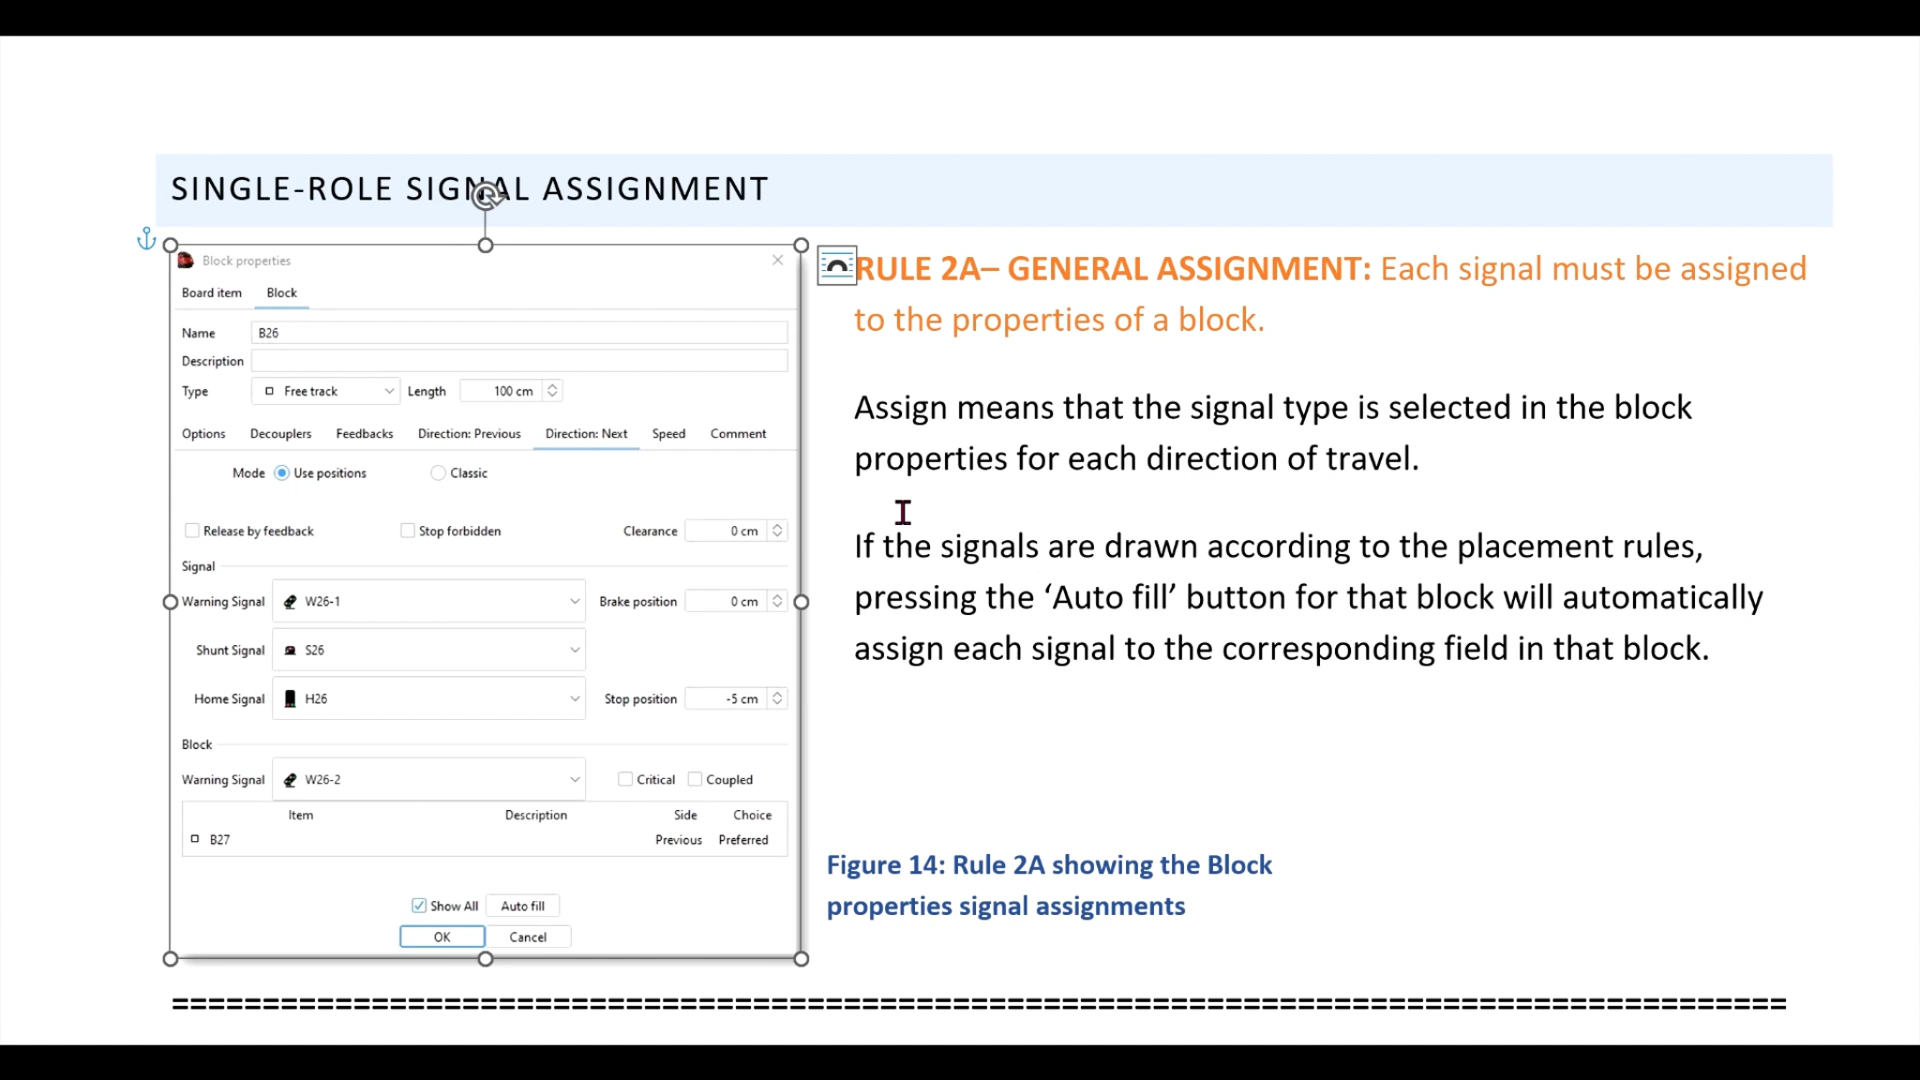 SINGLE-ROLE SIGNAL ASSIGNMENT
Block properties
Board item Block
Name B26
Description
Type Free track Length 100 cm
Options Decouplers Feedbacks Direction: Previous Direction: Next Speed Comment
Mode Use positions Classic
Release by feedback Stop forbidden Clearance 0 cm
Signal
Warning Signal W26-1 Brake position 0 cm
Shunt Signal S26
Home Signal H26 Stop position -5 cm
Block
Warning Signal W26-2 Critical Coupled
Item Description Side Choice
B27 Previous Preferred
Show All Auto fill
OK Cancel
RULE 2A– GENERAL ASSIGNMENT: Each signal must be assigned
to the properties of a block.
Assign means that the signal type is selected in the block
properties for each direction of travel.
If the signals are drawn according to the placement rules,
pressing the ‘Auto fill’ button for that block will automatically
assign each signal to the corresponding field in that block.
Figure 14: Rule 2A showing the Block
properties signal assignments
===================================================================